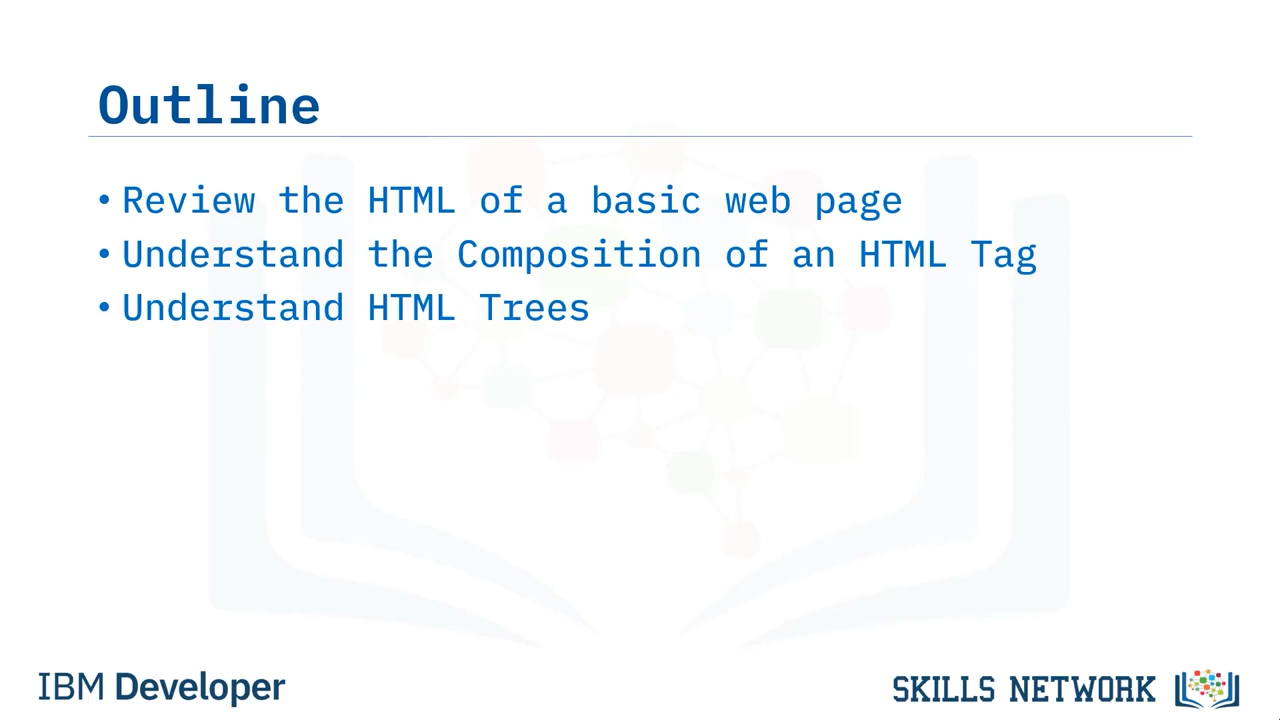 Outline
• Review the HTML of a basic web page
• Understand the Composition of an HTML Tag
• Understand HTML Trees
IBM Developer
SKILLS NETWORK